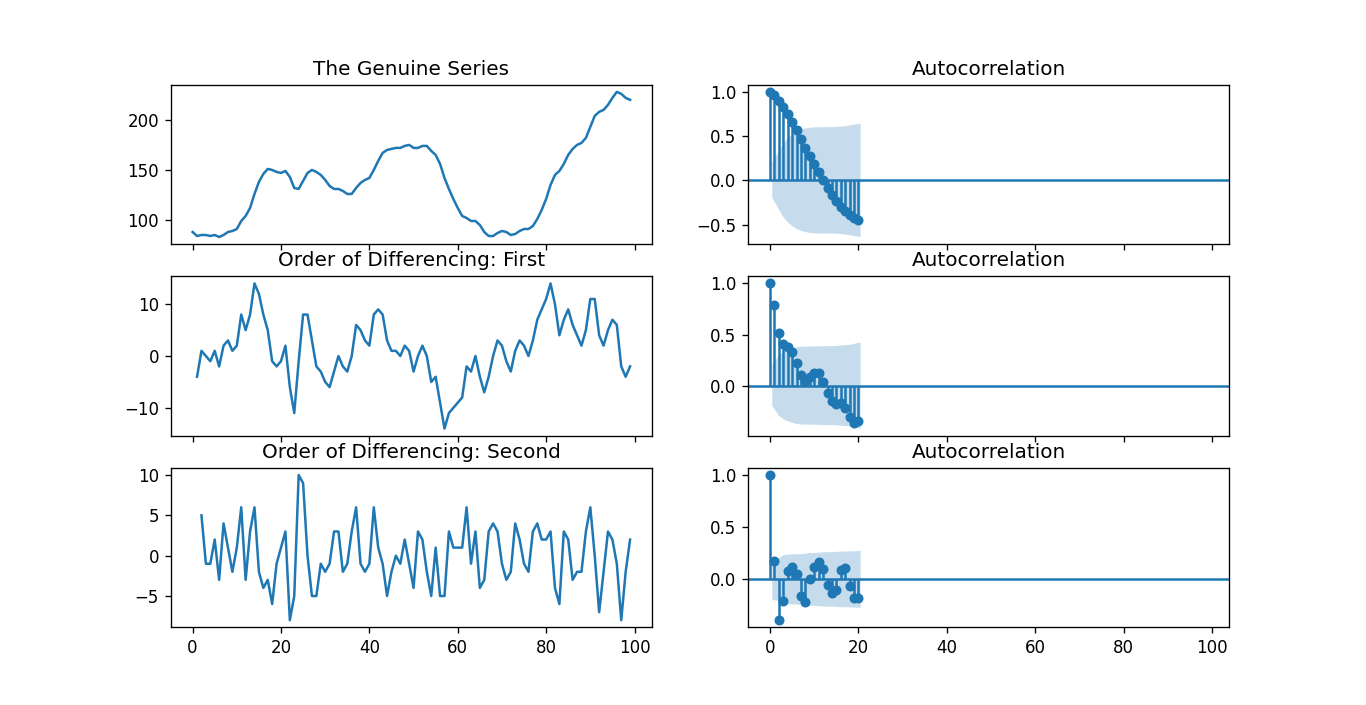 The Genuine Series
Autocorrelation
200
150
100
1.0
0.5
0.0
−0.5
Order of Differencing: First
Autocorrelation
10
0
−10
1.0
0.5
0.0
Order of Differencing: Second
Autocorrelation
10
5
0
−5
0 20 40 60 80 100
1.0
0.5
0.0
0 20 40 60 80 100